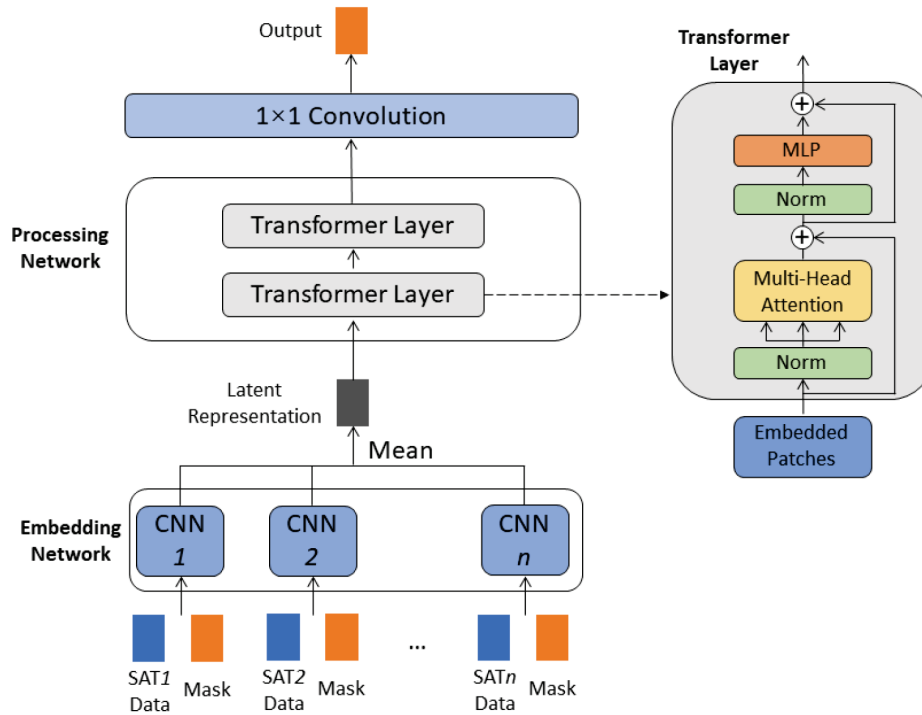 Output
1×1 Convolution
Processing
Network
Transformer Layer
Transformer Layer
Latent
Representation
Mean
Embedding
Network
CNN
1
CNN
2
CNN
n
SAT1
Data
Mask
SAT2
Data
Mask
...
SATn
Data
Mask
Transformer
Layer
+
MLP
Norm
+
Multi-Head
Attention
Norm
Embedded
Patches